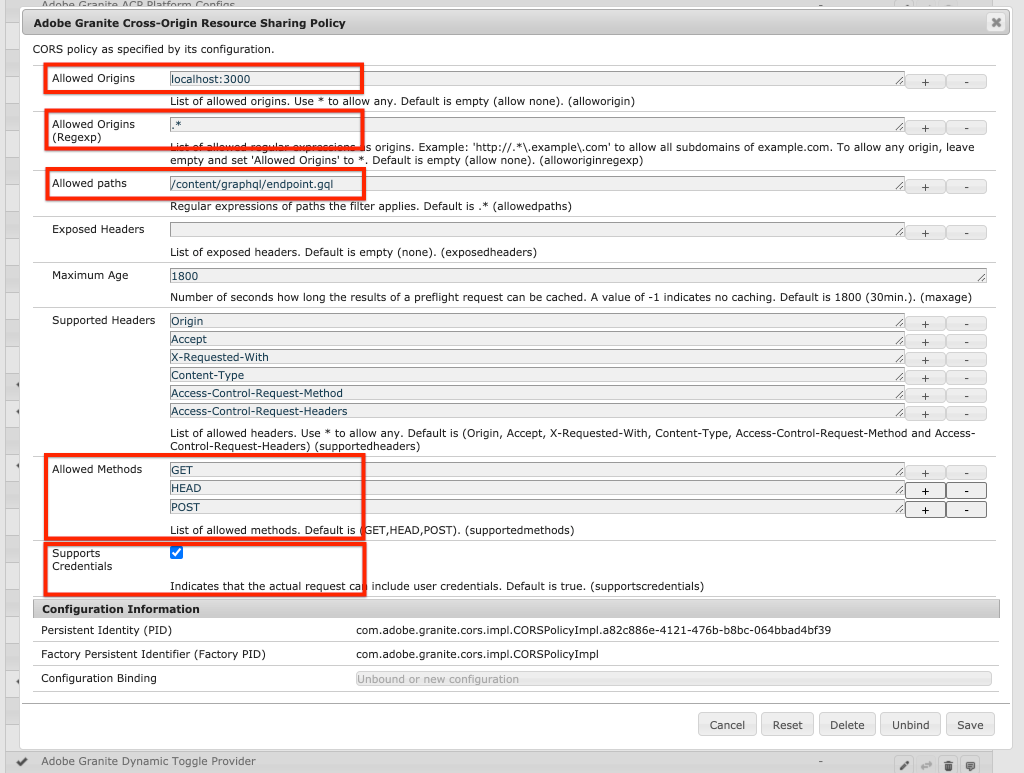 Adobe Granite ACP Platform Configs
-
Adobe Granite Cross-Origin Resource Sharing Policy
CORS policy as specified by its configuration.
Allowed Origins
localhost:3000
+ -
List of allowed origins. Use * to allow any. Default is empty (allow none). (alloworigin)
Allowed Origins
(Regexp)
.*
+ -
List of allowed regular expressions as origins. Example: 'http://.*\.example\.com' to allow all subdomains of example.com. To allow any origin, leave
empty and set 'Allowed Origins' to *. Default is empty (allow none). (alloworiginregexp)
Allowed paths
/content/graphql/endpoint.gql
+ -
Regular expressions of paths the filter applies. Default is .* (allowedpaths)
Exposed Headers
+ -
List of exposed headers. Default is empty (none). (exposedheaders)
Maximum Age
1800
Number of seconds how long the results of a preflight request can be cached. A value of -1 indicates no caching. Default is 1800 (30min.). (maxage)
Supported Headers
Origin
+ -
Accept
+ -
X-Requested-With
+ -
Content-Type
+ -
Access-Control-Request-Method
+ -
Access-Control-Request-Headers
+ -
List of allowed headers. Use * to allow any. Default is (Origin, Accept, X-Requested-With, Content-Type, Access-Control-Request-Method and Access-
Control-Request-Headers) (supportedheaders)
Allowed Methods
GET
+ -
HEAD
+ -
POST
+ -
List of allowed methods. Default is (GET,HEAD,POST). (supportedmethods)
Supports
Credentials
Indicates that the actual request can include user credentials. Default is true. (supportscredentials)
Configuration Information
Persistent Identity (PID)
com.adobe.granite.cors.impl.CORSPolicyImpl.a82c886e-4121-476b-b8bc-064bbad4bf39
Factory Persistent Identifier (Factory PID)
com.adobe.granite.cors.impl.CORSPolicyImpl
Configuration Binding
Unbound or new configuration
Cancel Reset Delete Unbind Save
Adobe Granite Dynamic Toggle Provider
-